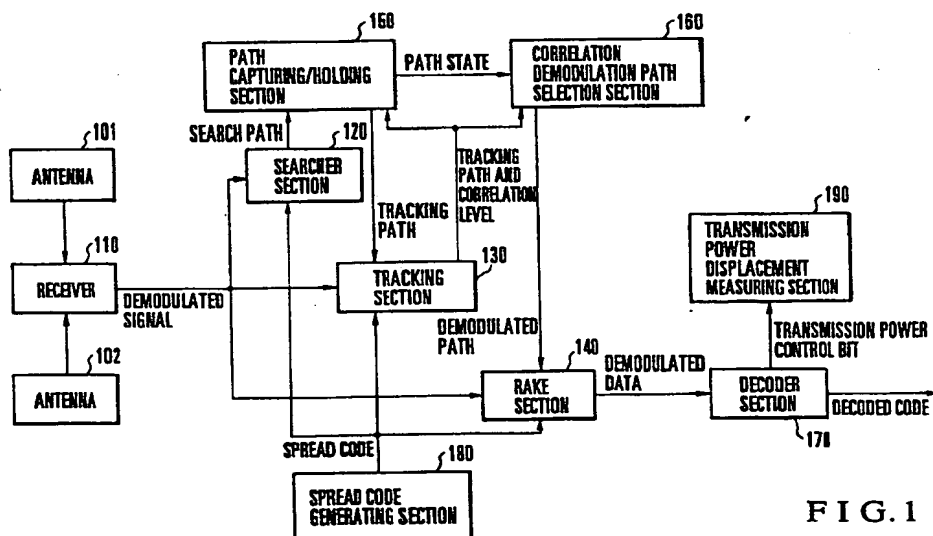 150
PATH
CAPTURING/HOLDING
SECTION
PATH STATE
160
CORRELATION
DEMODULATION PATH
SELECTION SECTION
SEARCH PATH
101
ANTENNA
120
SEARCHER
SECTION
TRACKING
PATH
TRACKING
PATH AND
CORRELATION
LEVEL
190
TRANSMISSION
POWER
DISPLACEMENT
MEASURING SECTION
110
RECEIVER
DEMODULATED
SIGNAL
130
TRACKING
SECTION
DEMODULATED
PATH
TRANSMISSION POWER
CONTROL BIT
102
ANTENNA
140
RAKE
SECTION
DEMODULATED
DATA
DECODER
SECTION
170
DECODED CODE
SPREAD CODE
180
SPREAD CODE
GENERATING SECTION
FIG. 1